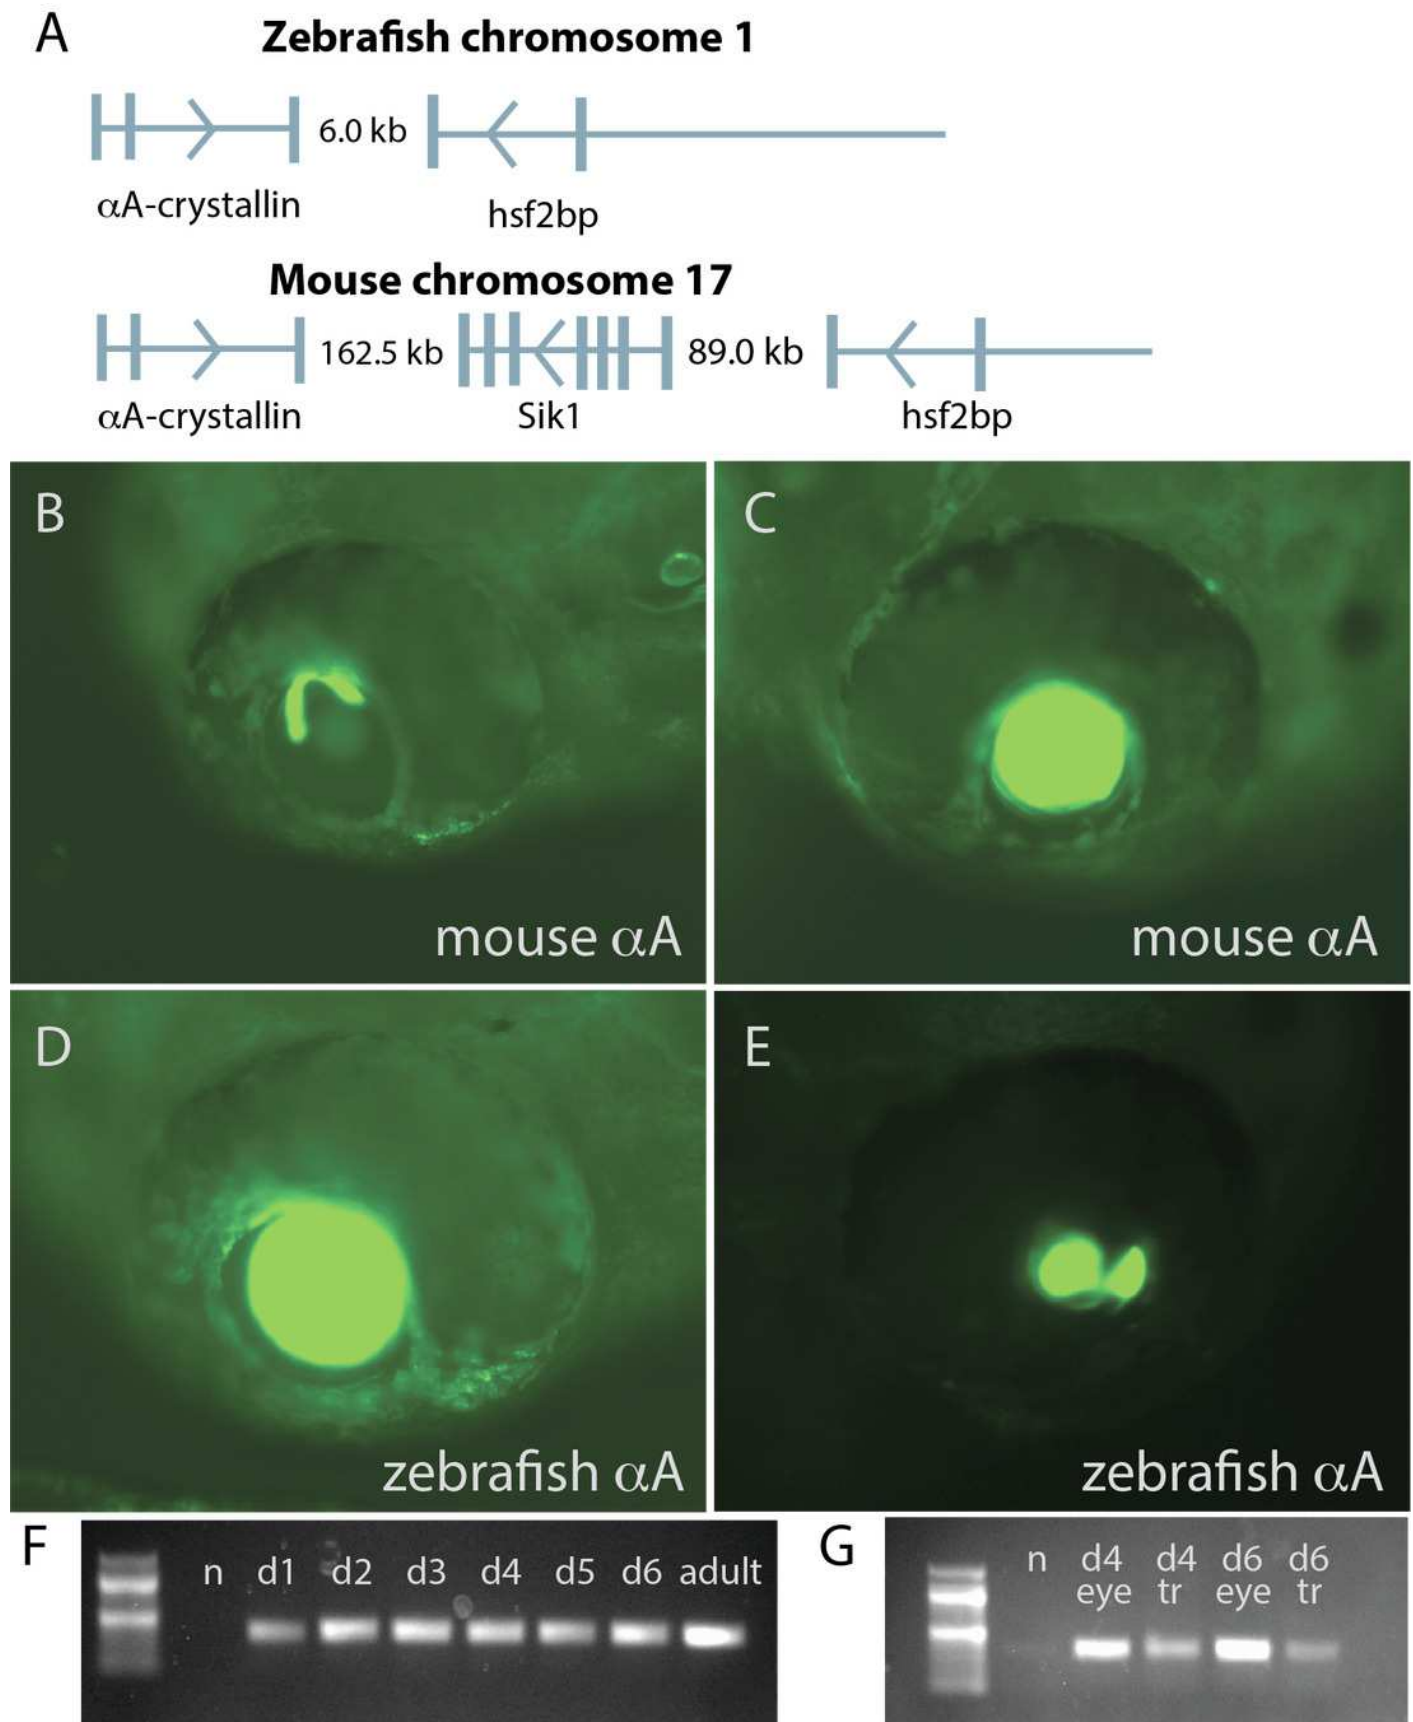 A
Zebrafish chromosome 1
6.0 kb
αA-crystallin
hsf2bp
Mouse chromosome 17
162.5 kb
89.0 kb
αA-crystallin
Sik1
hsf2bp
B
mouse αA
C
mouse αA
D
zebrafish αA
E
zebrafish αA
F
n d1 d2 d3 d4 d5 d6 adult
G
n d4 d4 d6 d6
eye tr eye tr